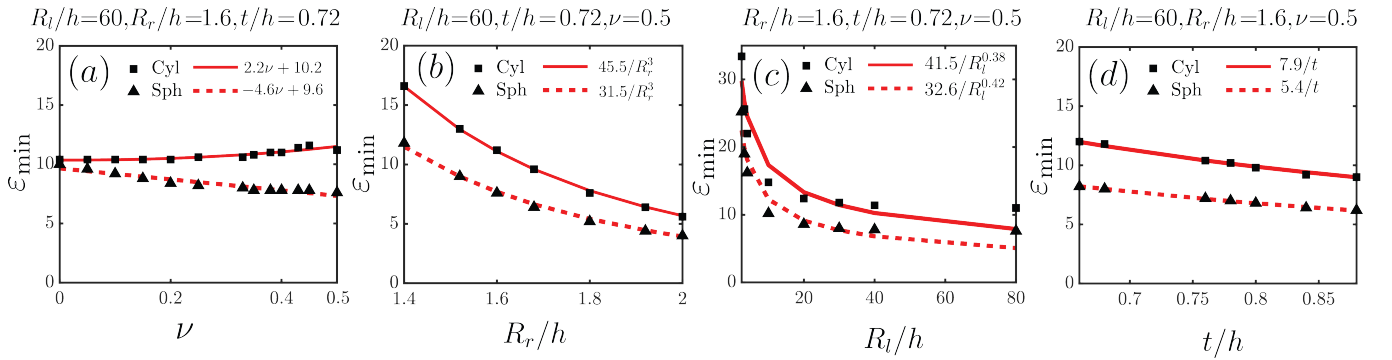 R_l/h=60,R_r/h=1.6,t/h=0.72
20
15
10
5
0
ε_min
(a)
Cyl
Sph
2.2ν+10.2
−4.6ν+9.6
0
0.2
0.4
0.5
ν
R_l/h=60,t/h=0.72,ν=0.5
20
15
10
5
0
ε_min
(b)
Cyl
Sph
45.5/R_r^3
31.5/R_r^3
1.4
1.6
1.8
2
R_r/h
R_r/h=1.6,t/h=0.72,ν=0.5
30
20
10
0
ε_min
(c)
Cyl
Sph
41.5/R_l^0.38
32.6/R_l^0.42
20
40
60
80
R_l/h
R_l/h=60,R_r/h=1.6,ν=0.5
20
15
10
5
0
ε_min
(d)
Cyl
Sph
7.9/t
5.4/t
0.7
0.8
0.85
t/h